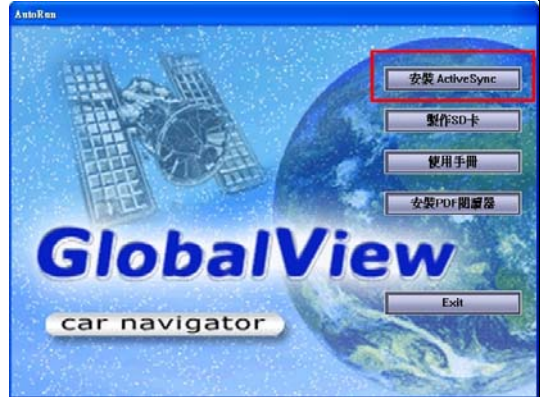 AutoRun
安裝 ActiveSync
製作SD卡
使用手冊
安裝PDF閱讀器
GlobalView
car navigator
Exit